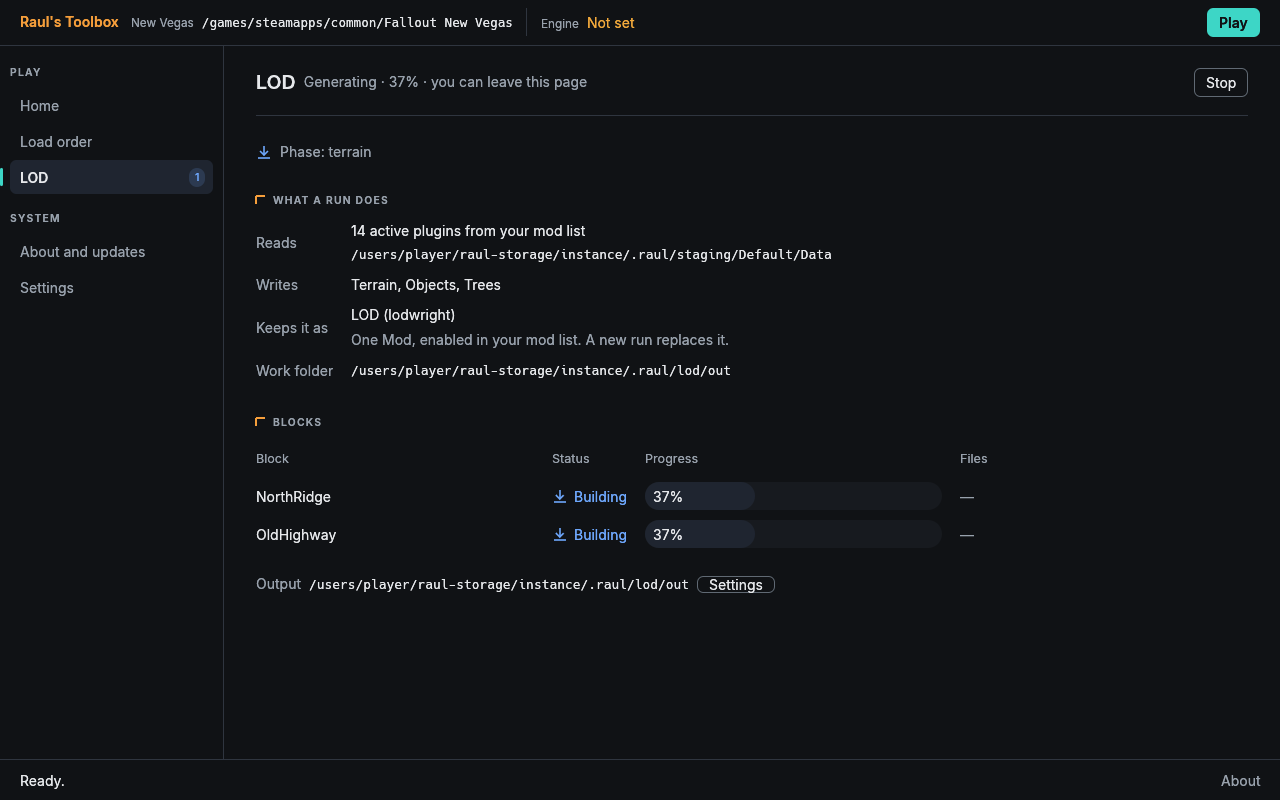 Raul's Toolbox New Vegas /games/steamapps/common/Fallout New Vegas Engine Not set Play
PLAY
Home
Load order
LOD 1
SYSTEM
About and updates
Settings
LOD Generating · 37% · you can leave this page Stop
Phase: terrain
WHAT A RUN DOES
Reads 14 active plugins from your mod list
/users/player/raul-storage/instance/.raul/staging/Default/Data
Writes Terrain, Objects, Trees
Keeps it as LOD (lodwright)
One Mod, enabled in your mod list. A new run replaces it.
Work folder /users/player/raul-storage/instance/.raul/lod/out
BLOCKS
Block Status Progress Files
NorthRidge Building 37% —
OldHighway Building 37% —
Output /users/player/raul-storage/instance/.raul/lod/out Settings
Ready. About